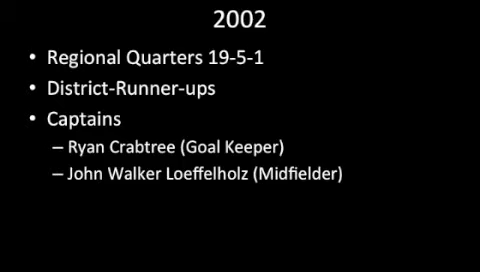 2002
• Regional Quarters 19-5-1
• District-Runner-ups
• Captains
– Ryan Crabtree (Goal Keeper)
– John Walker Loeffelholz (Midfielder)